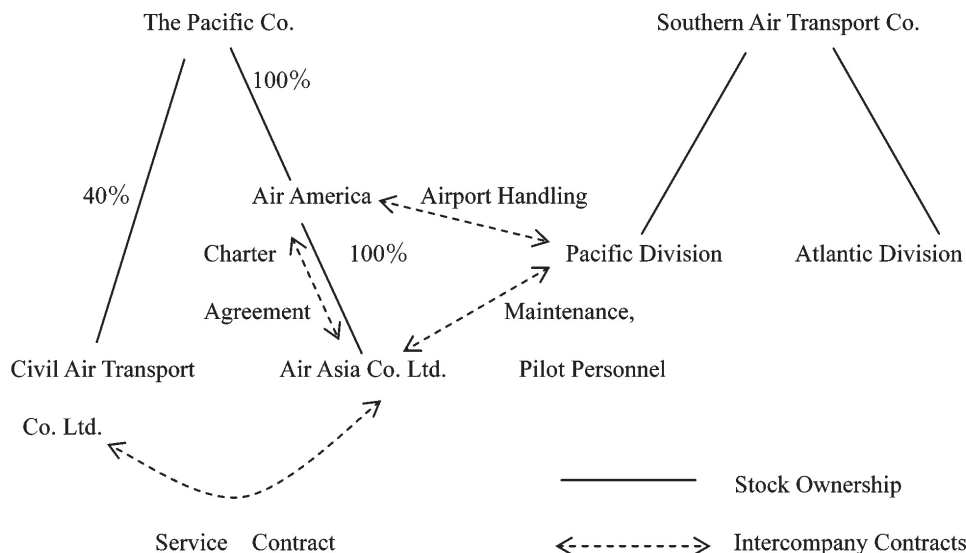 The Pacific Co.
Southern Air Transport Co.
100%
40%
Air America
Airport Handling
Charter
100%
Pacific Division
Atlantic Division
Agreement
Maintenance,
Civil Air Transport
Air Asia Co. Ltd.
Pilot Personnel
Co. Ltd.
Stock Ownership
Service Contract
Intercompany Contracts